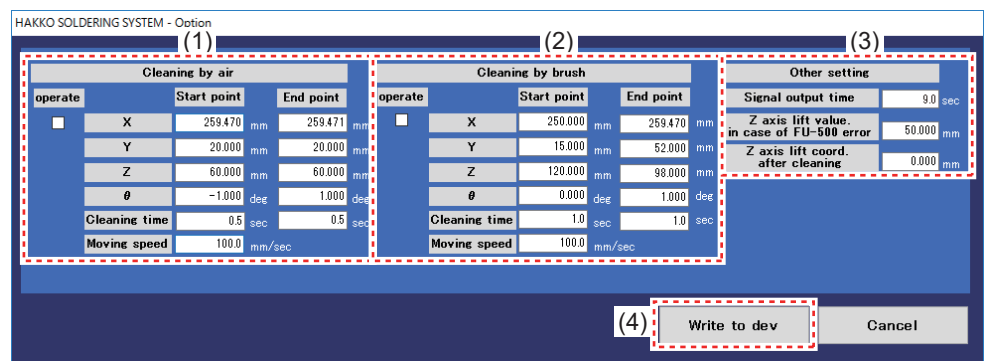 HAKKO SOLDERING SYSTEM - Option
(1) (2) (3)
Cleaning by air Cleaning by brush Other setting
operate Start point End point operate Start point End point Signal output time 9.0 sec
X 259.470 mm 259.471 mm X 250.000 mm 259.470 mm Z axis lift value. in case of FU-500 error 50.000 mm
Y 20.000 mm 20.000 mm Y 15.000 mm 52.000 mm Z axis lift coord. after cleaning 0.000 mm
Z 60.000 mm 60.000 mm Z 120.000 mm 98.000 mm
θ -1.000 deg 1.000 deg θ 0.000 deg 1.000 deg
Cleaning time 0.5 sec 0.5 sec Cleaning time 1.0 sec 1.0 sec
Moving speed 100.0 mm/sec Moving speed 100.0 mm/sec
(4) Write to dev Cancel